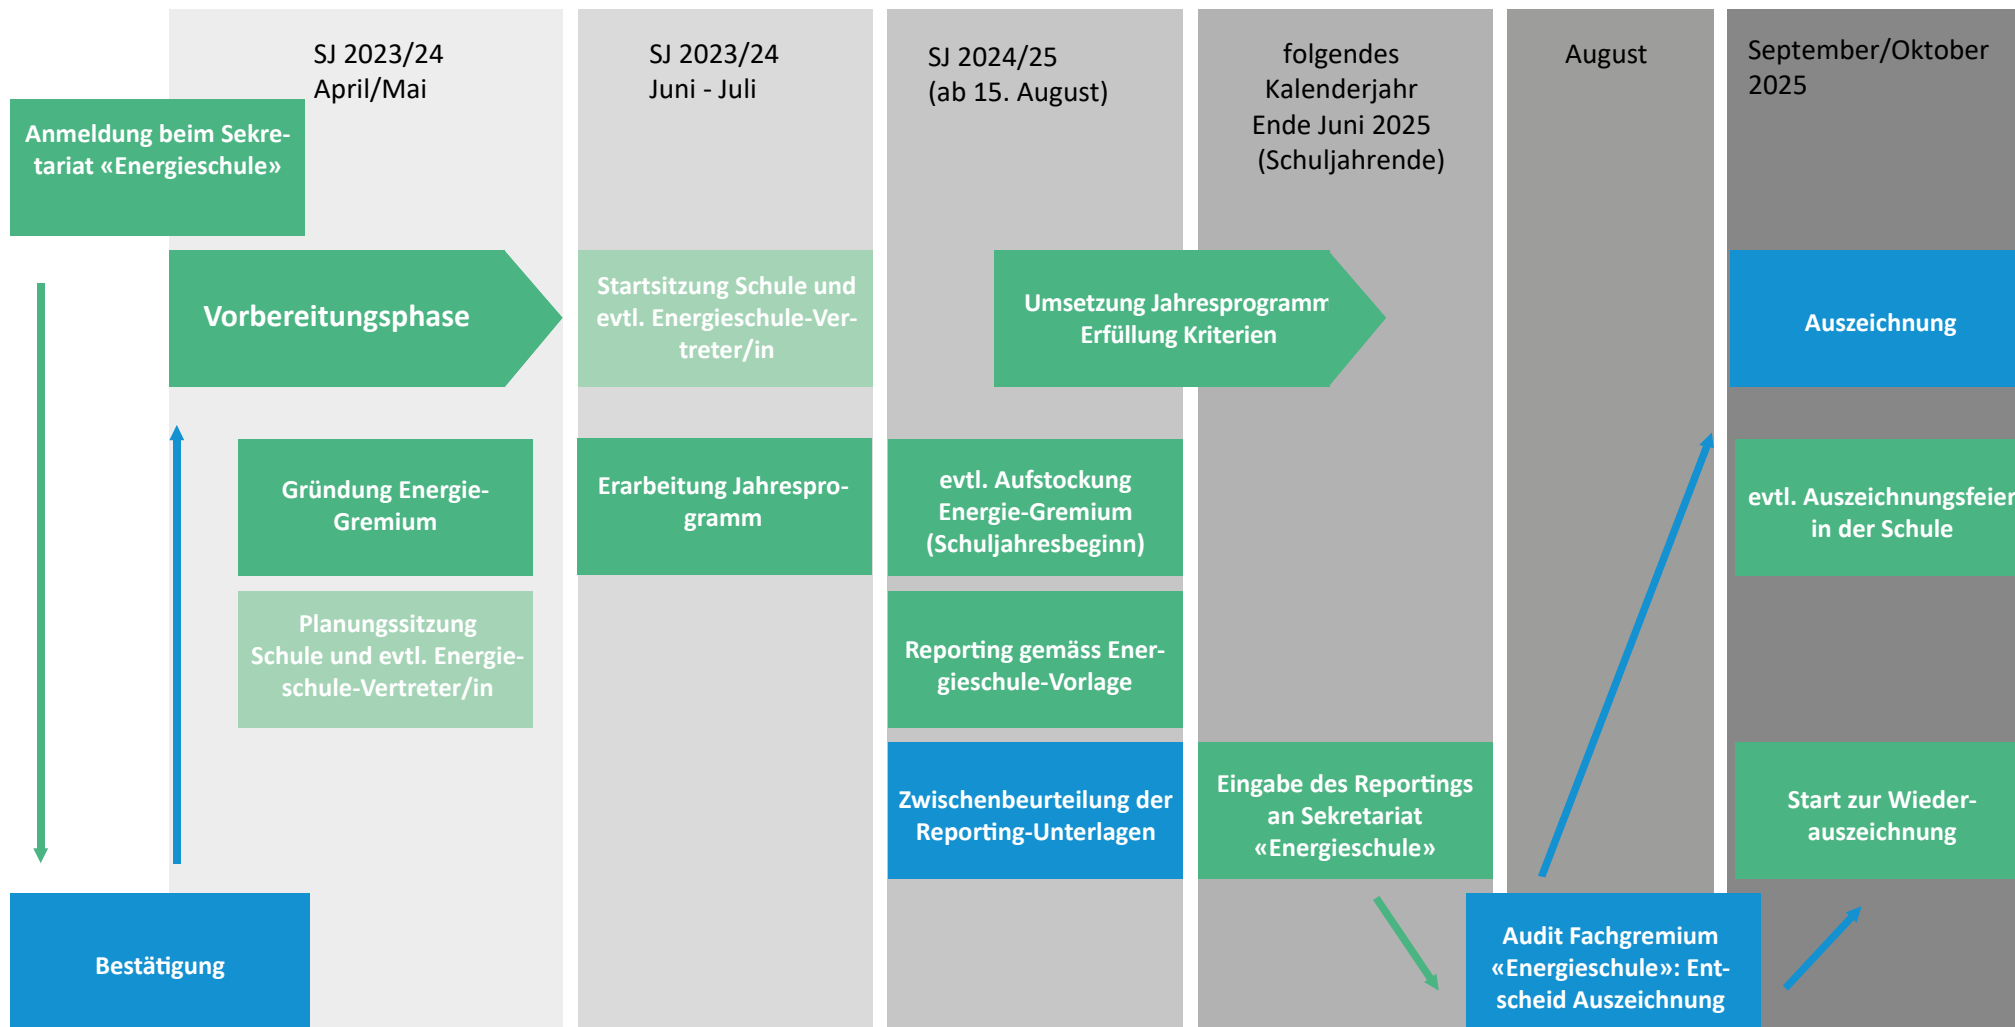 SJ 2023/24
April/Mai
SJ 2023/24
Juni - Juli
SJ 2024/25
(ab 15. August)
folgendes
Kalenderjahr
Ende Juni 2025
(Schuljahrende)
August
September/Oktober
2025
Anmeldung beim Sekre-
tariat «Energieschule»
Vorbereitungsphase
Startsitzung Schule und
evtl. Energieschule-Ver-
treter/in
Umsetzung Jahresprogramm
Erfüllung Kriterien
Auszeichnung
Gründung Energie-
Gremium
Erarbeitung Jahrespro-
gramm
evtl. Aufstockung
Energie-Gremium
(Schuljahresbeginn)
evtl. Auszeichnungsfeier
in der Schule
Planungssitzung
Schule und evtl. Energie-
schule-Vertreter/in
Reporting gemäss Ener-
gieschule-Vorlage
Zwischenbeurteilung der
Reporting-Unterlagen
Eingabe des Reportings
an Sekretariat
«Energieschule»
Start zur Wieder-
auszeichnung
Bestätigung
Audit Fachgremium
«Energieschule»: Ent-
scheid Auszeichnung